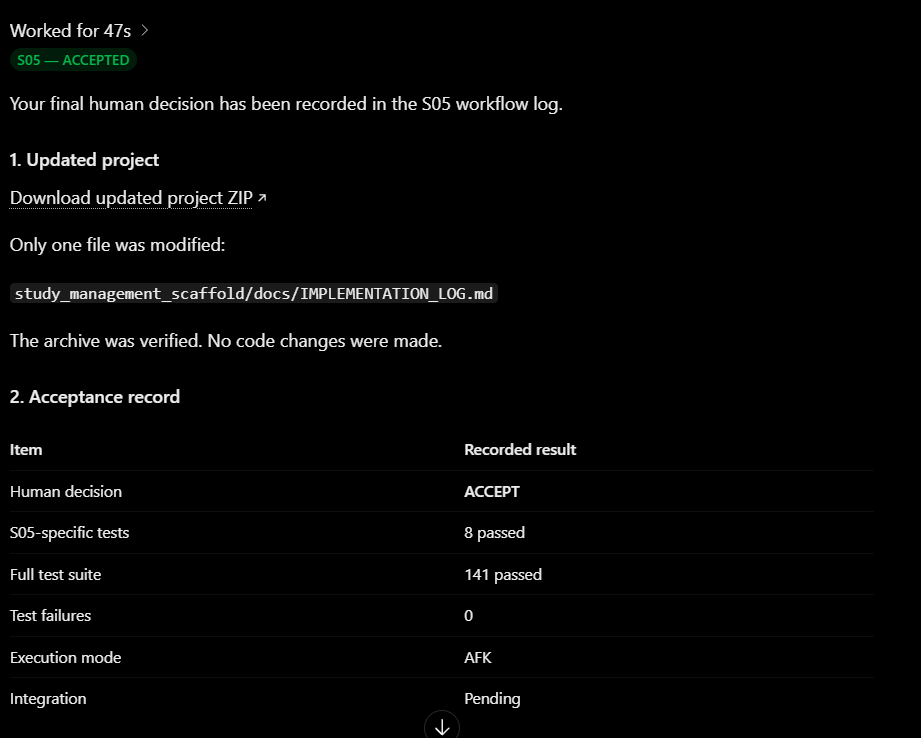 Worked for 47s
S05 — ACCEPTED
Your final human decision has been recorded in the S05 workflow log.
1. Updated project
Download updated project ZIP
Only one file was modified:
study_management_scaffold/docs/IMPLEMENTATION_LOG.md
The archive was verified. No code changes were made.
2. Acceptance record
Item Recorded result
Human decision ACCEPT
S05-specific tests 8 passed
Full test suite 141 passed
Test failures 0
Execution mode AFK
Integration Pending